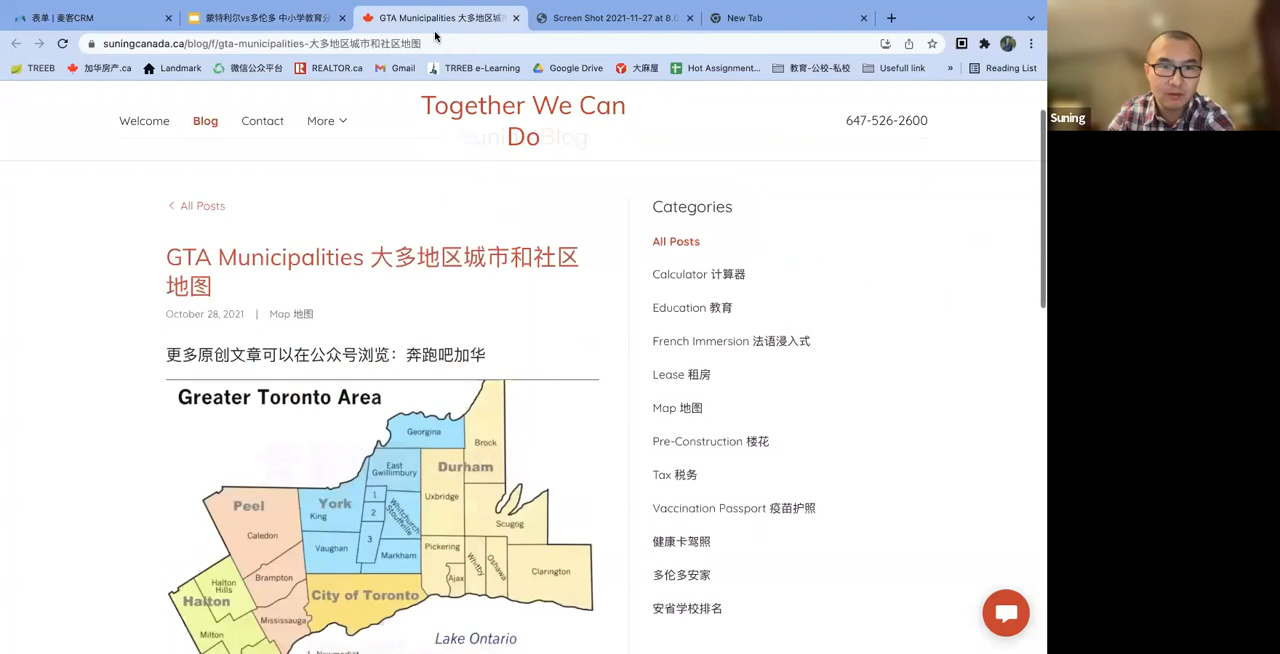 表单 | 麦客CRM
蒙特利尔vs多伦多 中小学教育分
GTA Municipalities 大多地区城市
Screen Shot 2021-11-27 at 8.0
New Tab
suningcanada.ca/blog/f/gta-municipalities-大多地区城市和社区地图
TREEB
加华房产.ca
Landmark
微信公众平台
REALTOR.ca
Gmail
TRREB e-Learning
Google Drive
大麻屋
Hot Assignment...
教育-公校-私校
Usefull link
»
Reading List
Welcome
Blog
Contact
More
Together We Can
Do
647-526-2600
Suning
All Posts
GTA Municipalities 大多地区城市和社区
地图
October 28, 2021 | Map 地图
更多原创文章可以在公众号浏览：奔跑吧加华
Greater Toronto Area
Georgina
Brock
East
Gwillimbury
Durham
Peel
York
1
2
3
King
Whitchurch
Stouffville
Uxbridge
Scugog
Caledon
Vaughan
Markham
Pickering
Ajax
Whitby
Oshawa
Clarington
Brampton
Halton
Hills
Halton
City of Toronto
Mississauga
Milton
Lake Ontario
Categories
All Posts
Calculator 计算器
Education 教育
French Immersion 法语浸入式
Lease 租房
Map 地图
Pre-Construction 楼花
Tax 税务
Vaccination Passport 疫苗护照
健康卡驾照
多伦多安家
安省学校排名